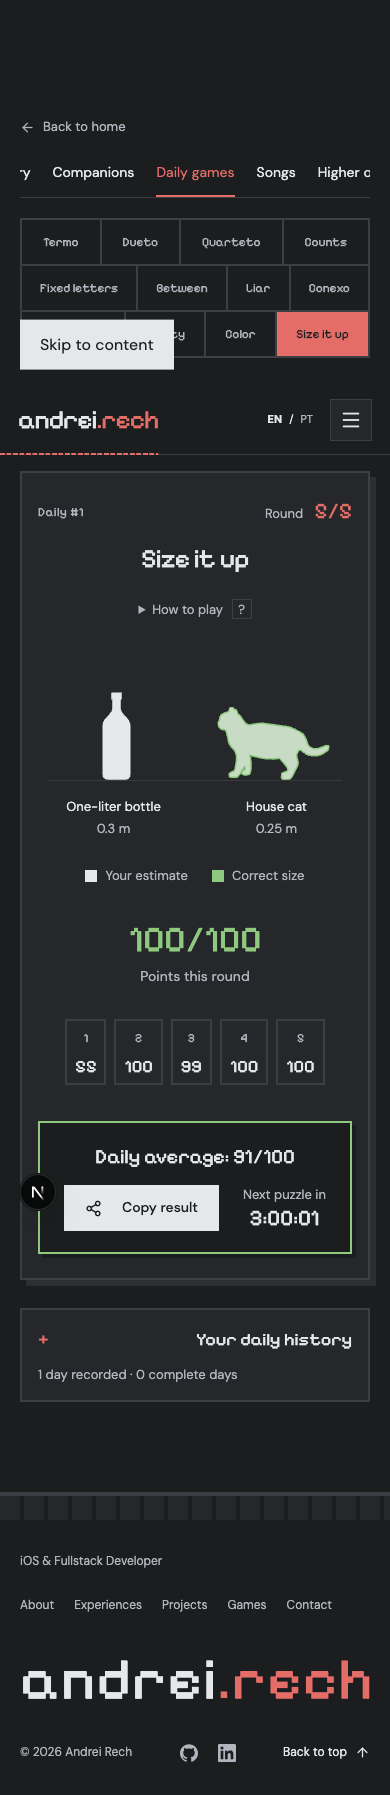 Back to home
ry Companions Daily games Songs Higher o
Termo Dueto Quarteto Counts
Fixed letters Between Liar Conexo
Skip to content ty Color Size it up
andrei.rech EN / PT
Daily #1 Round 5/5
Size it up
How to play ?
One-liter bottle House cat
0.3 m 0.25 m
Your estimate Correct size
100/100
Points this round
1 2 3 4 5
55 100 99 100 100
Daily average: 91/100
Copy result
Next puzzle in
3:00:01
N
+ Your daily history
1 day recorded · 0 complete days
iOS & Fullstack Developer
About Experiences Projects Games Contact
andrei.rech
© 2026 Andrei Rech in Back to top